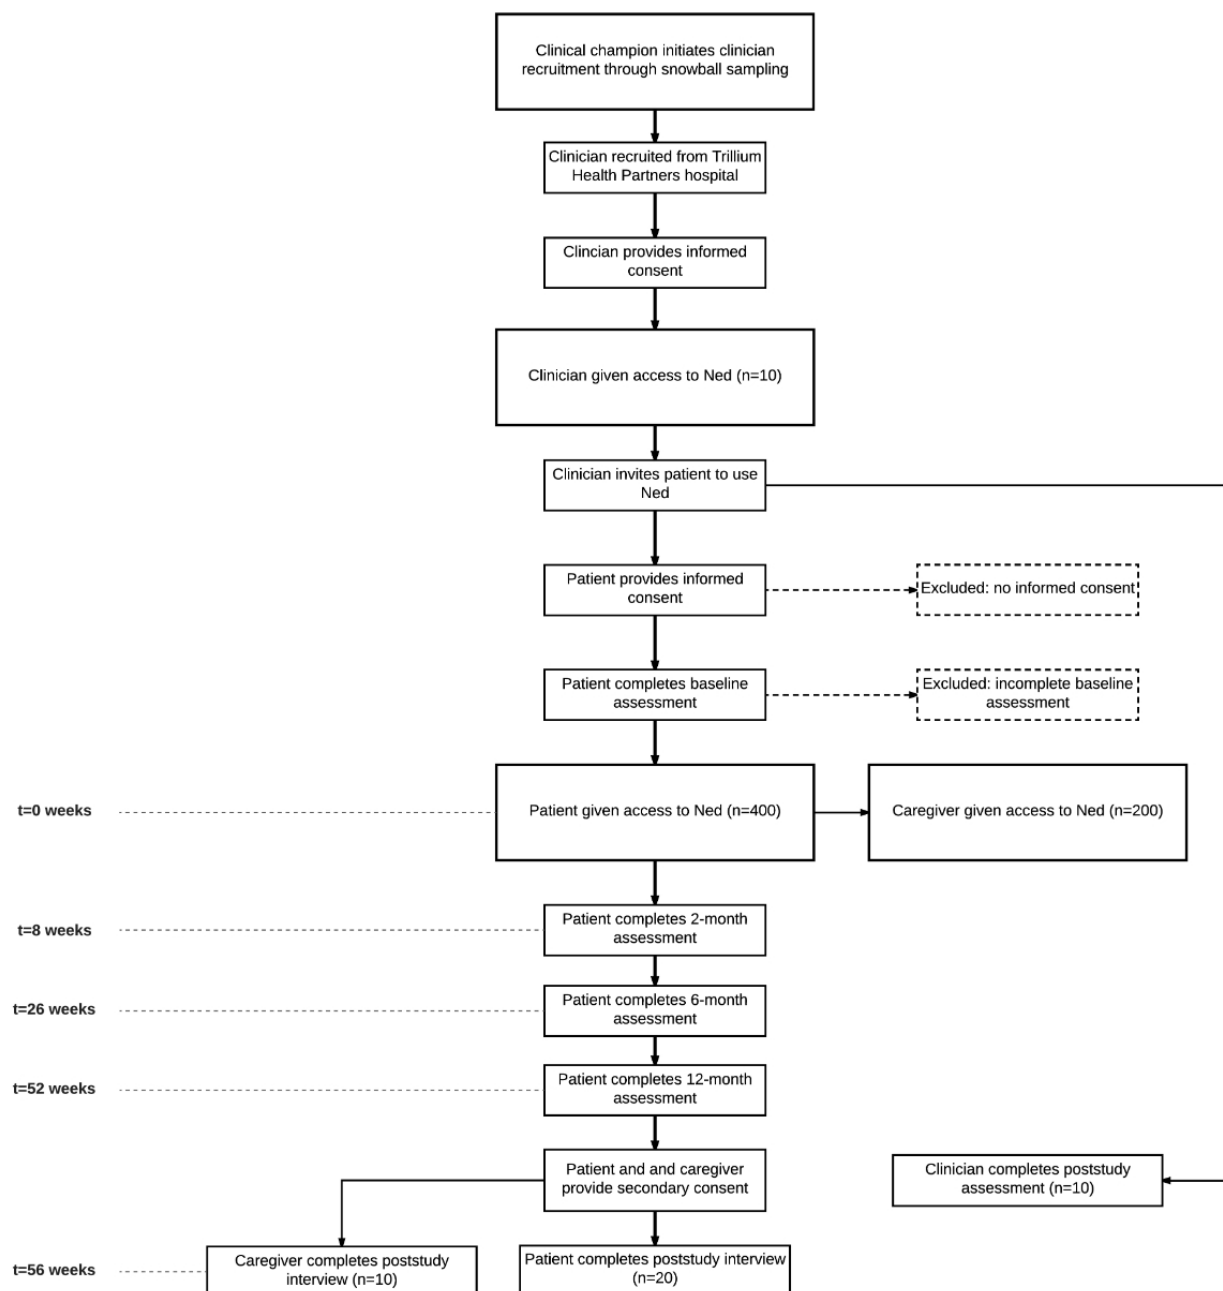 Clinical champion initiates clinician
recruitment through snowball sampling
Clinician recruited from Trillium
Health Partners hospital
Clincian provides informed
consent
Clinician given access to Ned (n=10)
Clinician invites patient to use
Ned
Patient provides informed
consent
Excluded: no informed consent
Patient completes baseline
assessment
Excluded: incomplete baseline
assessment
t=0 weeks
Patient given access to Ned (n=400)
Caregiver given access to Ned (n=200)
t=8 weeks
Patient completes 2-month
assessment
t=26 weeks
Patient completes 6-month
assessment
t=52 weeks
Patient completes 12-month
assessment
Patient and and caregiver
provide secondary consent
Clinician completes poststudy
assessment (n=10)
t=56 weeks
Caregiver completes poststudy
interview (n=10)
Patient completes poststudy interview
(n=20)